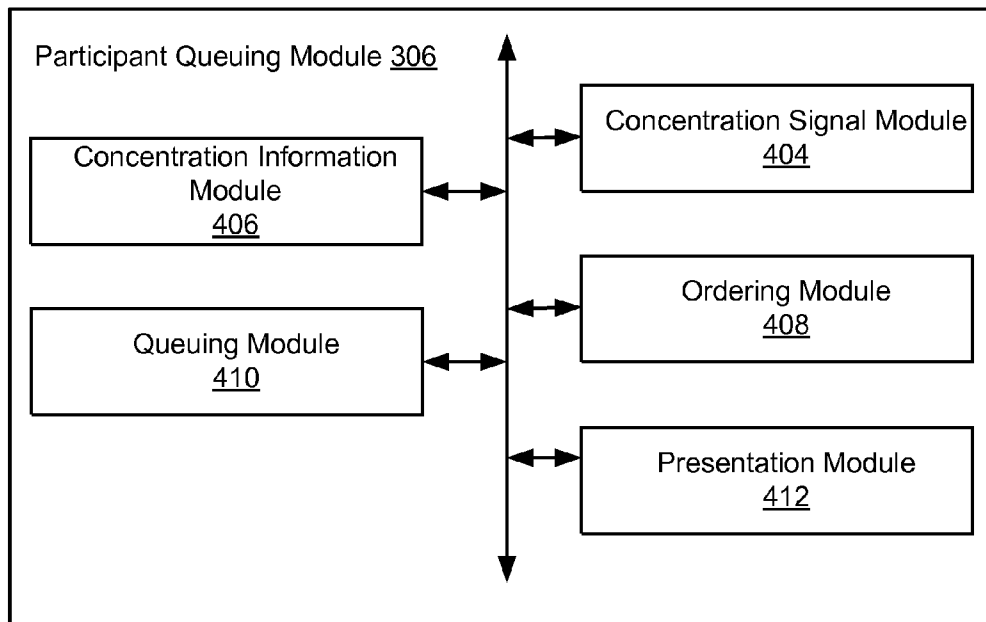 Participant Queuing Module 306
Concentration Signal Module
404
Concentration Information
Module
406
Ordering Module
408
Queuing Module
410
Presentation Module
412